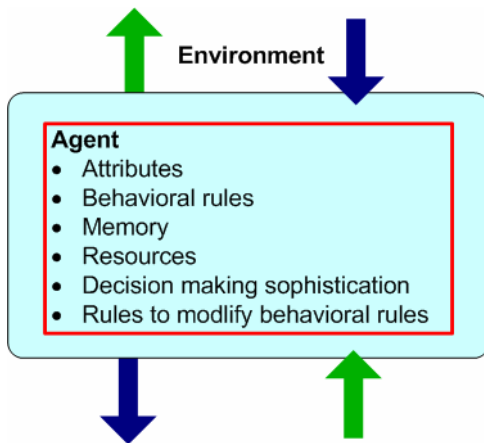 Environment
Agent
• Attributes
• Behavioral rules
• Memory
• Resources
• Decision making sophistication
• Rules to modlify behavioral rules